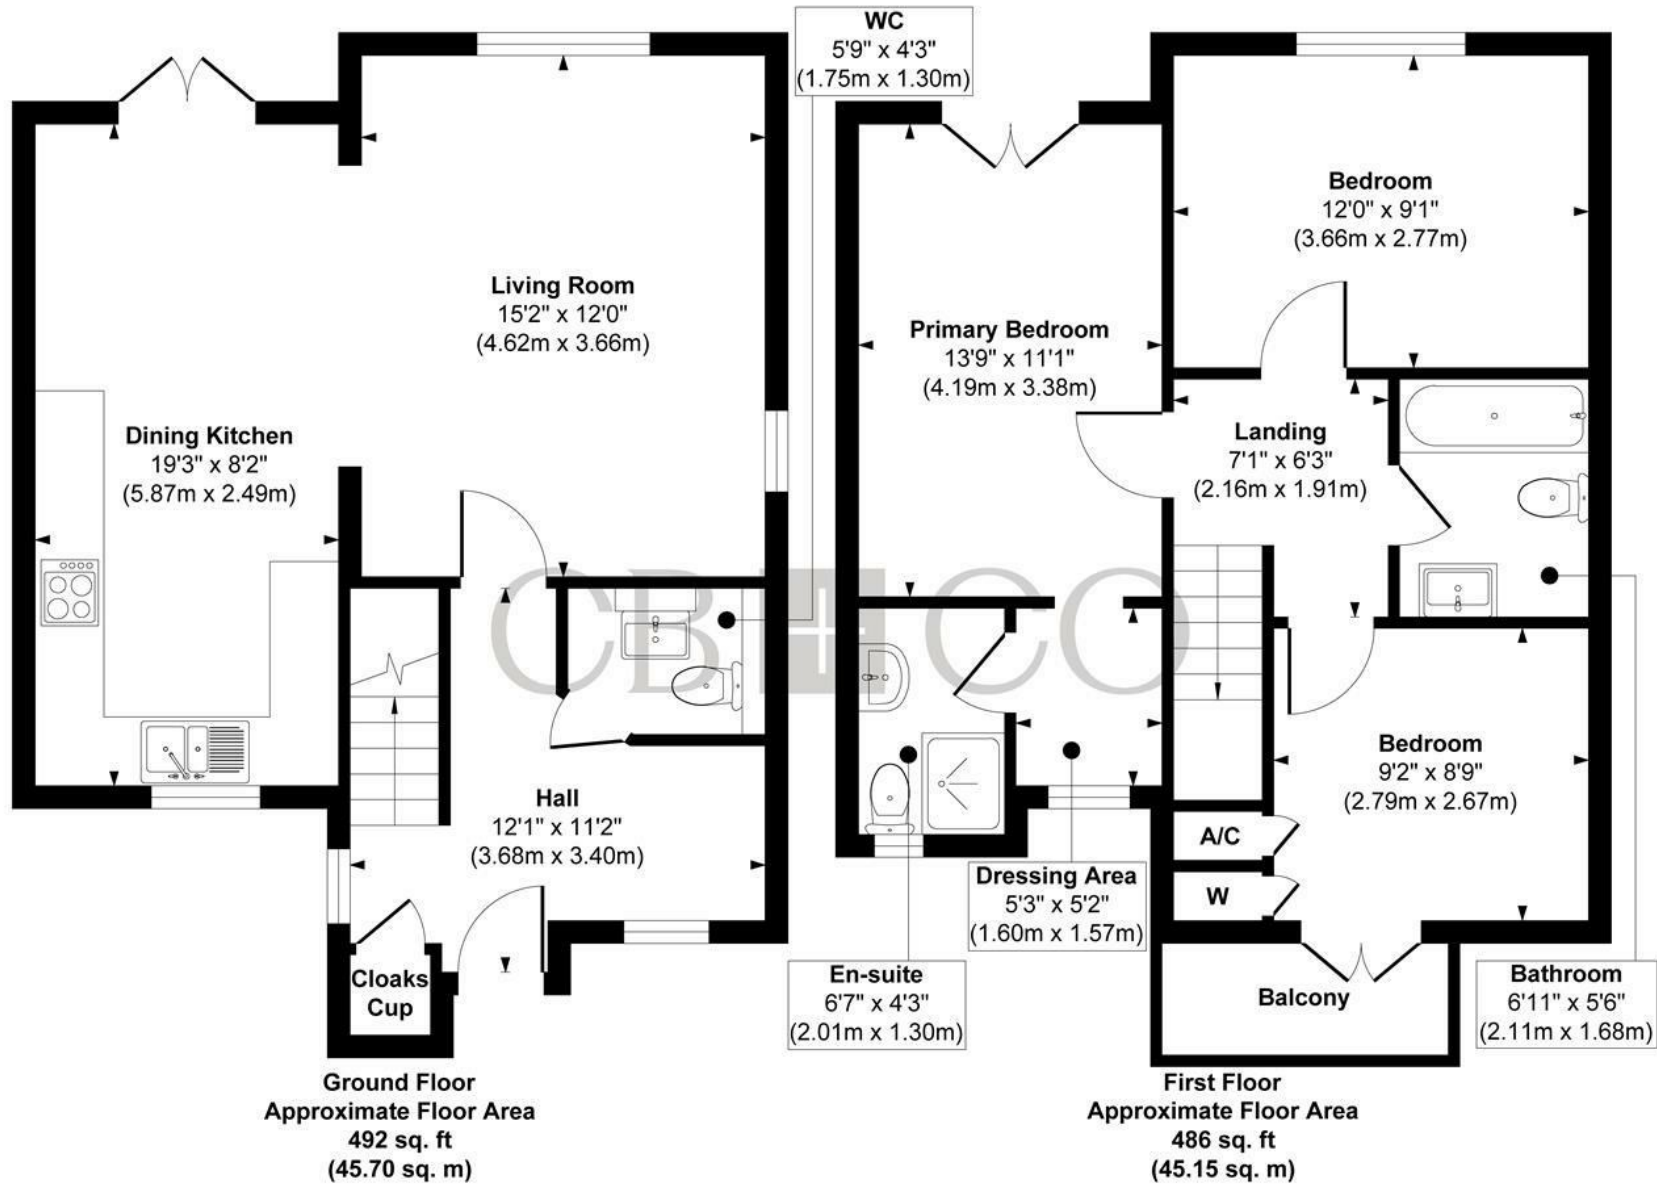 WC
5'9" x 4'3"
(1.75m x 1.30m)
Living Room
15'2" x 12'0"
(4.62m x 3.66m)
Dining Kitchen
19'3" x 8'2"
(5.87m x 2.49m)
Hall
12'1" x 11'2"
(3.68m x 3.40m)
Cloaks
Cup
Ground Floor
Approximate Floor Area
492 sq. ft
(45.70 sq. m)
CB+CO
Bedroom
12'0" x 9'1"
(3.66m x 2.77m)
Primary Bedroom
13'9" x 11'1"
(4.19m x 3.38m)
Landing
7'1" x 6'3"
(2.16m x 1.91m)
Bedroom
9'2" x 8'9"
(2.79m x 2.67m)
A/C
W
Dressing Area
5'3" x 5'2"
(1.60m x 1.57m)
En-suite
6'7" x 4'3"
(2.01m x 1.30m)
Balcony
Bathroom
6'11" x 5'6"
(2.11m x 1.68m)
First Floor
Approximate Floor Area
486 sq. ft
(45.15 sq. m)